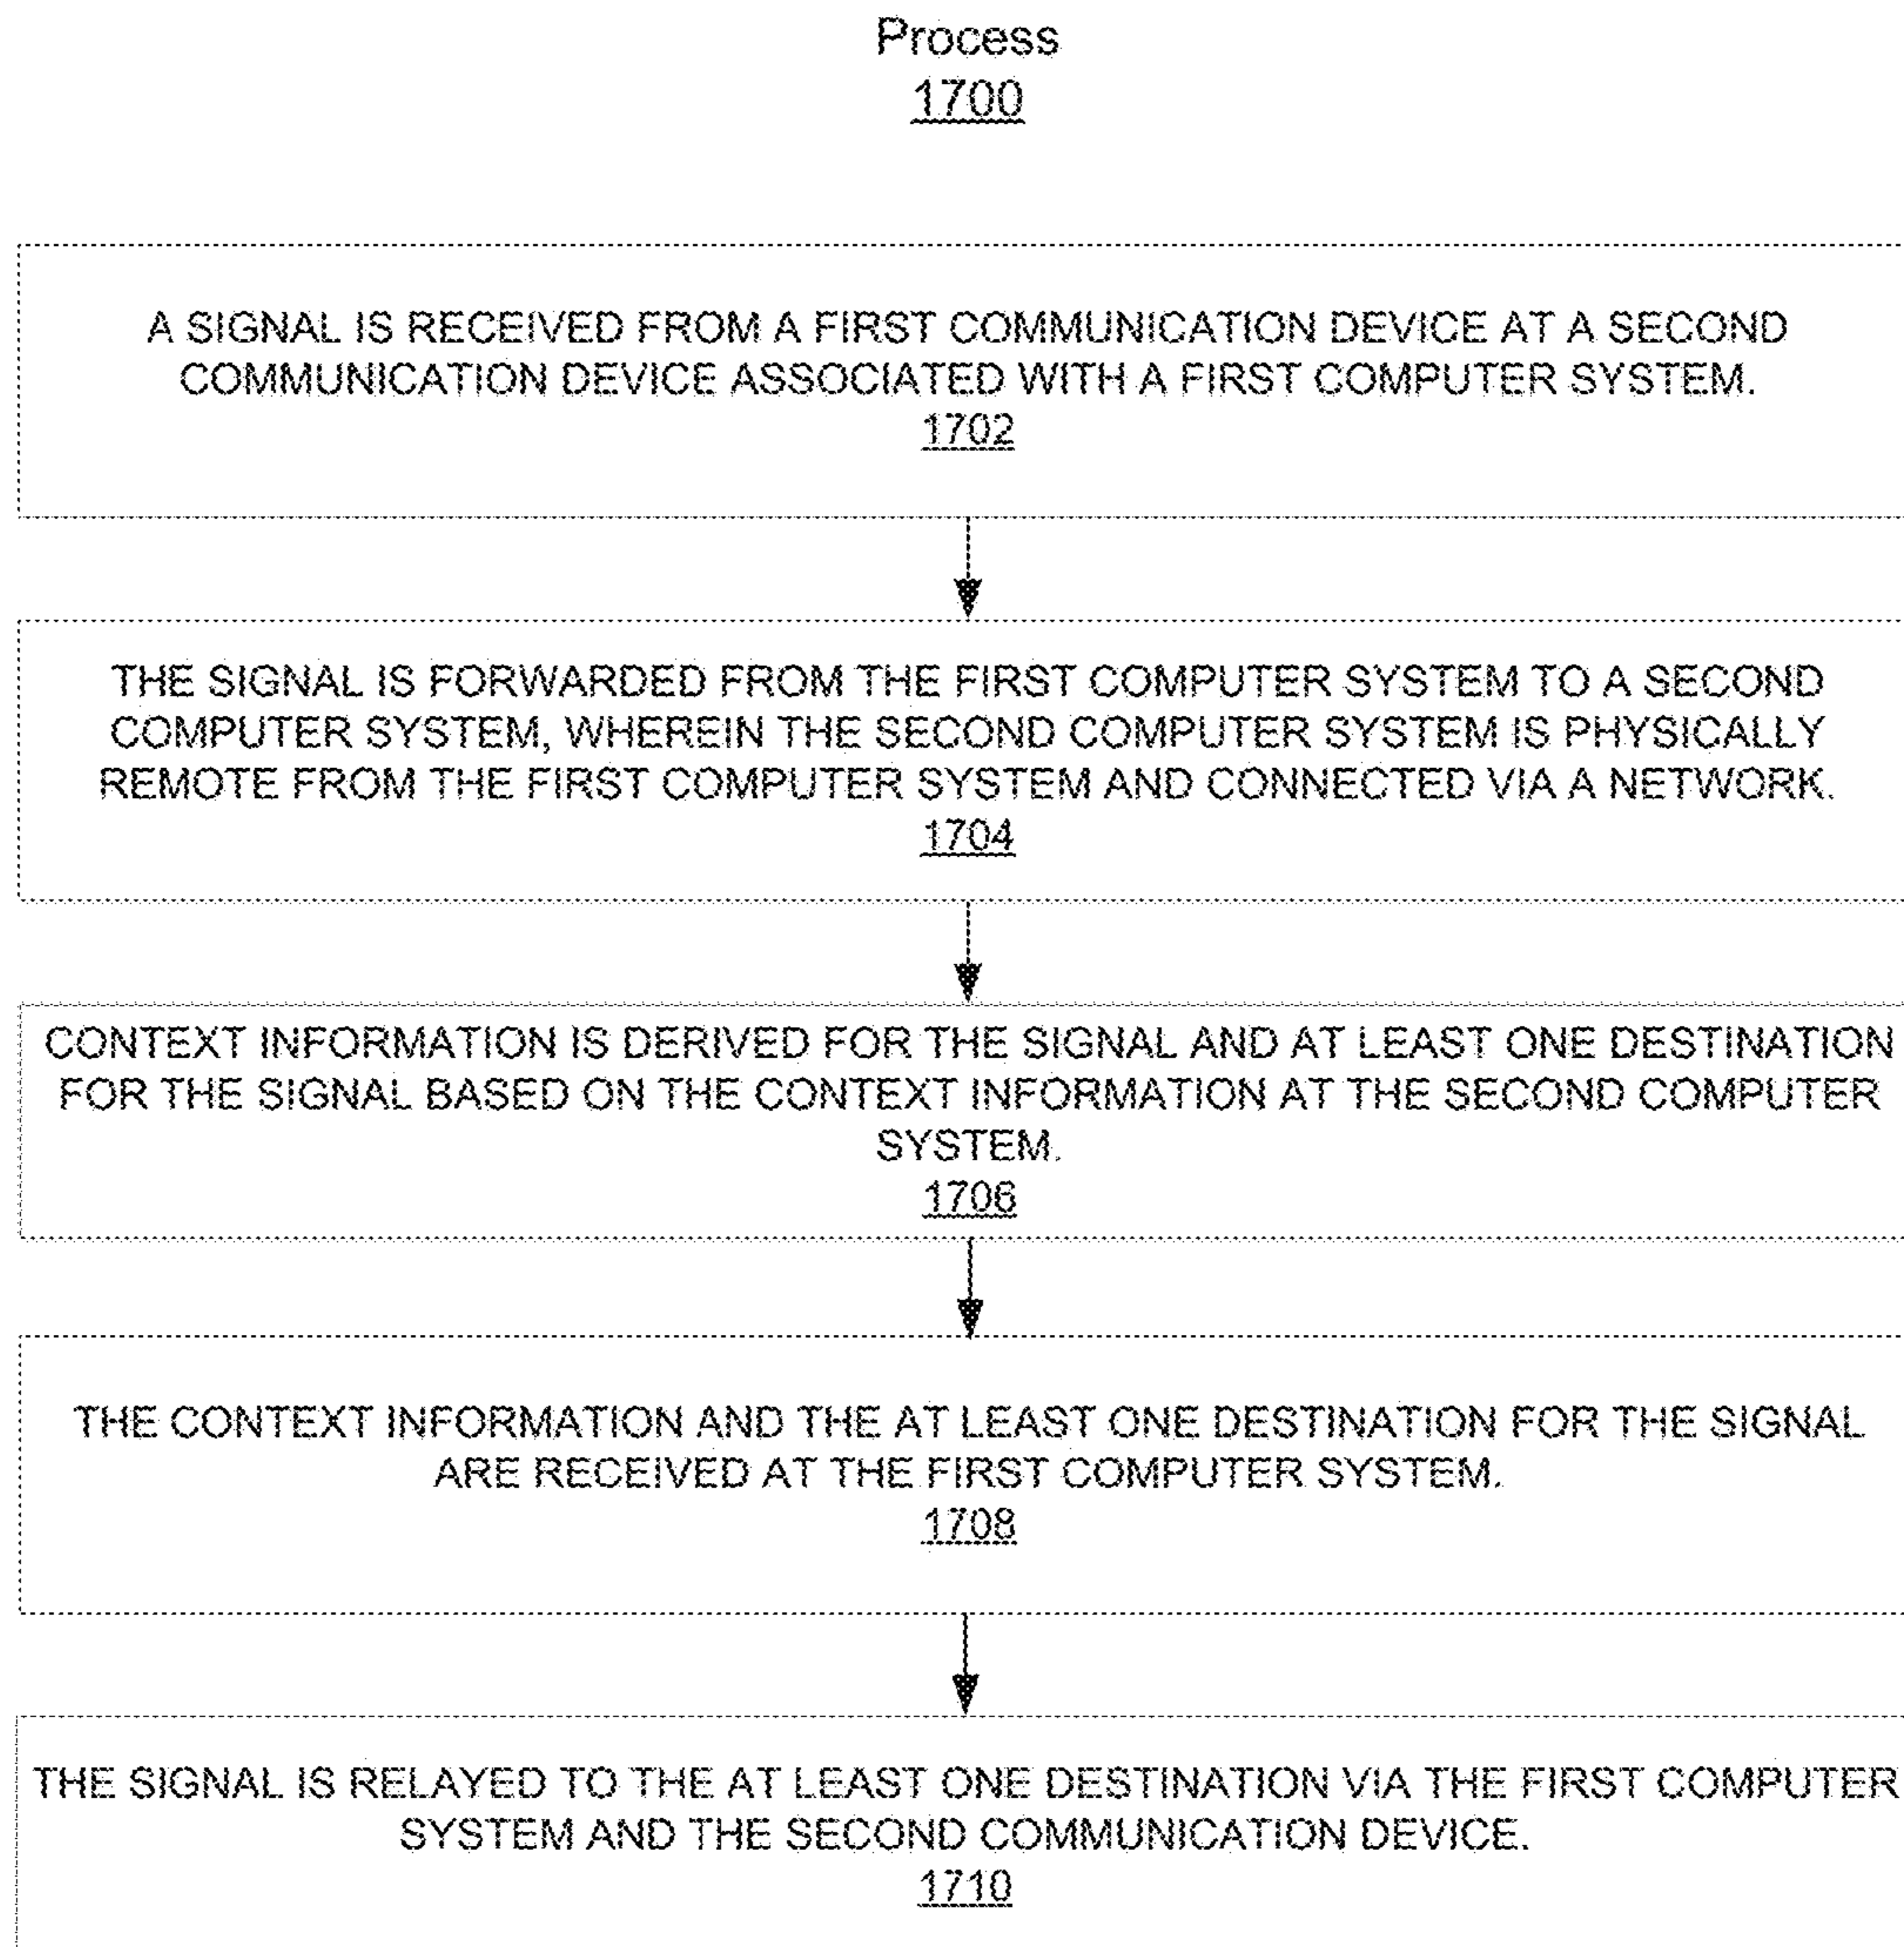 Process
1700
A SIGNAL IS RECEIVED FROM A FIRST COMMUNICATION DEVICE AT A SECOND
COMMUNICATION DEVICE ASSOCIATED WITH A FIRST COMPUTER SYSTEM.
1702
THE SIGNAL IS FORWARDED FROM THE FIRST COMPUTER SYSTEM TO A SECOND
COMPUTER SYSTEM, WHEREIN THE SECOND COMPUTER SYSTEM IS PHYSICALLY
REMOTE FROM THE FIRST COMPUTER SYSTEM AND CONNECTED VIA A NETWORK.
1704
CONTEXT INFORMATION IS DERIVED FOR THE SIGNAL AND AT LEAST ONE DESTINATION
FOR THE SIGNAL BASED ON THE CONTEXT INFORMATION AT THE SECOND COMPUTER
SYSTEM.
1706
THE CONTEXT INFORMATION AND THE AT LEAST ONE DESTINATION FOR THE SIGNAL
ARE RECEIVED AT THE FIRST COMPUTER SYSTEM.
1708
THE SIGNAL IS RELAYED TO THE AT LEAST ONE DESTINATION VIA THE FIRST COMPUTER
SYSTEM AND THE SECOND COMMUNICATION DEVICE.
1710